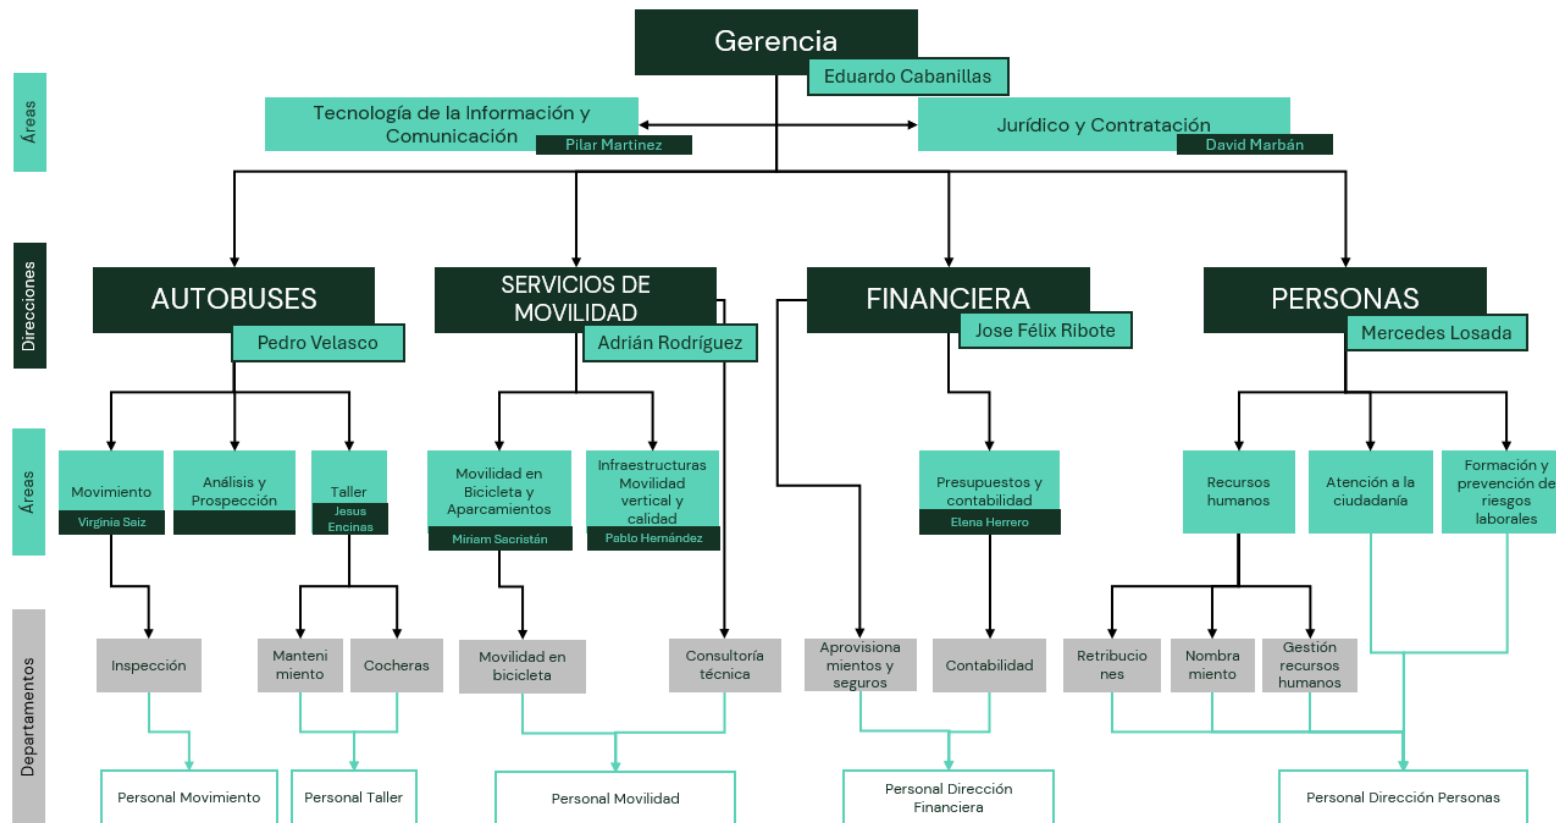 Gerencia
Eduardo Cabanillas
Áreas
Tecnología de la Información y
Comunicación
Pilar Martinez
Jurídico y Contratación
David Marbán
Direcciones
AUTOBUSES
Pedro Velasco
SERVICIOS DE
MOVILIDAD
Adrián Rodríguez
FINANCIERA
Jose Félix Ribote
PERSONAS
Mercedes Losada
Áreas
Movimiento
Virginia Saiz
Análisis y
Prospección
Taller
Jesus
Encinas
Movilidad en
Bicicleta y
Aparcamientos
Miriam Sacristán
Infraestructuras
Movilidad
vertical y
calidad
Pablo Hernández
Presupuestos y
contabilidad
Elena Herrero
Recursos
humanos
Atención a la
ciudadanía
Formación y
prevención de
riesgos
laborales
Departamentos
Inspección
Manteni
miento
Cocheras
Movilidad en
bicicleta
Consultoría
técnica
Aprovisiona
mientos y
seguros
Contabilidad
Retribucio
nes
Nombra
miento
Gestión
recursos
humanos
Personal Movimiento
Personal Taller
Personal Movilidad
Personal Dirección
Financiera
Personal Dirección Personas